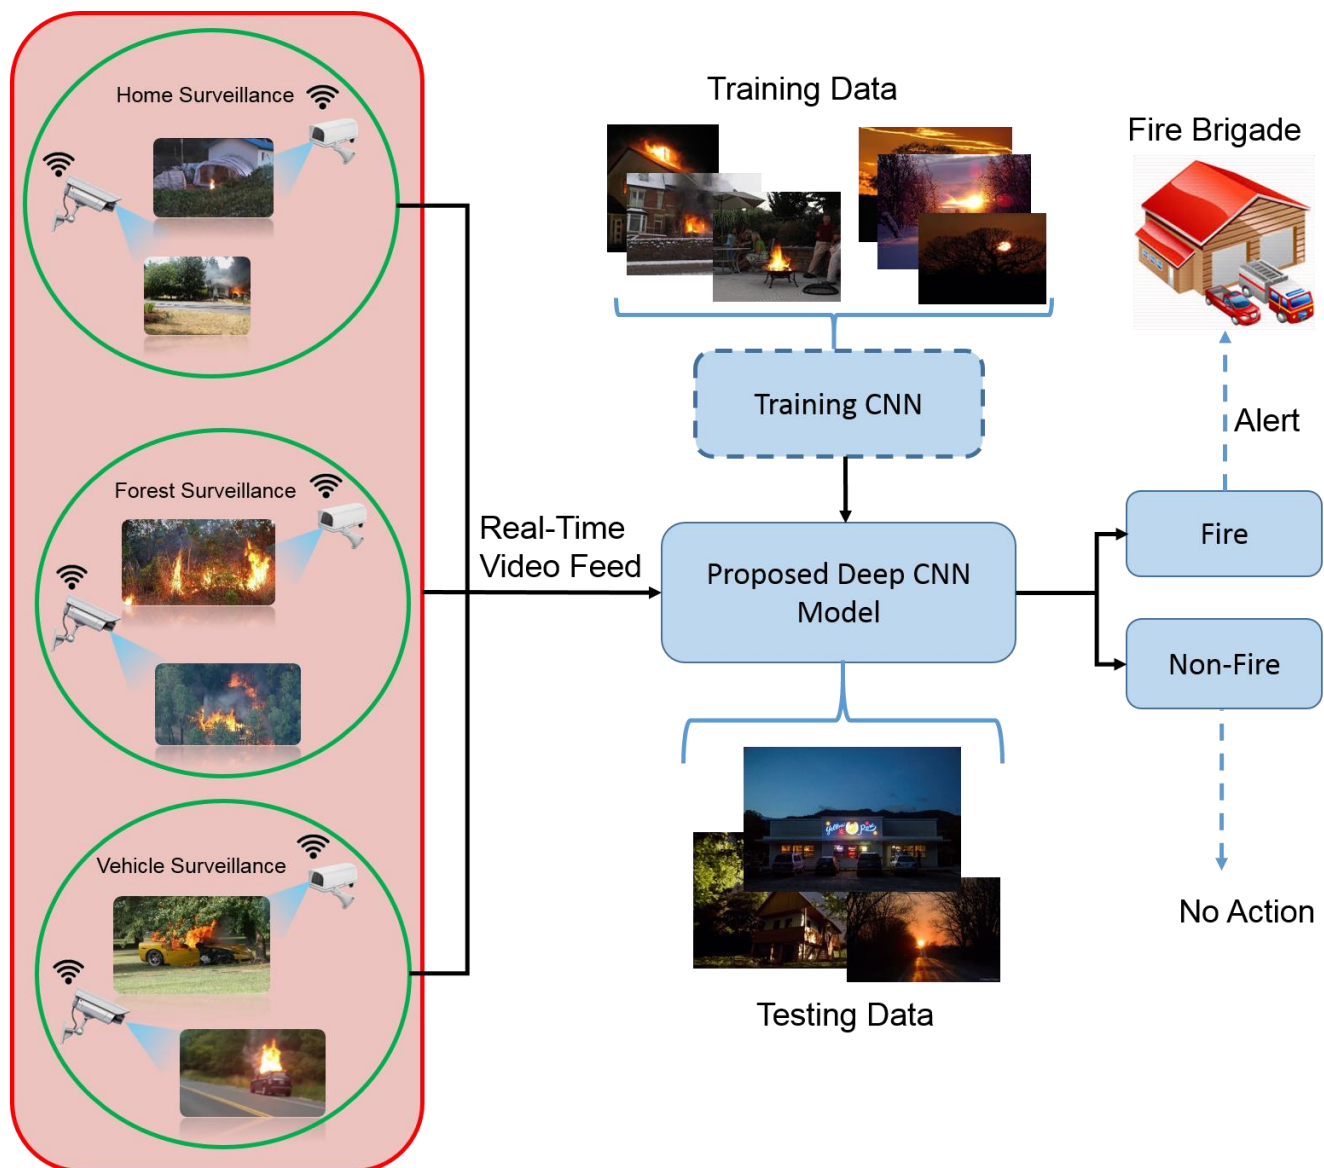 Home Surveillance
Forest Surveillance
Vehicle Surveillance
Real-Time
Video Feed
Training Data
Training CNN
Proposed Deep CNN
Model
Testing Data
Fire Brigade
Alert
Fire
Non-Fire
No Action